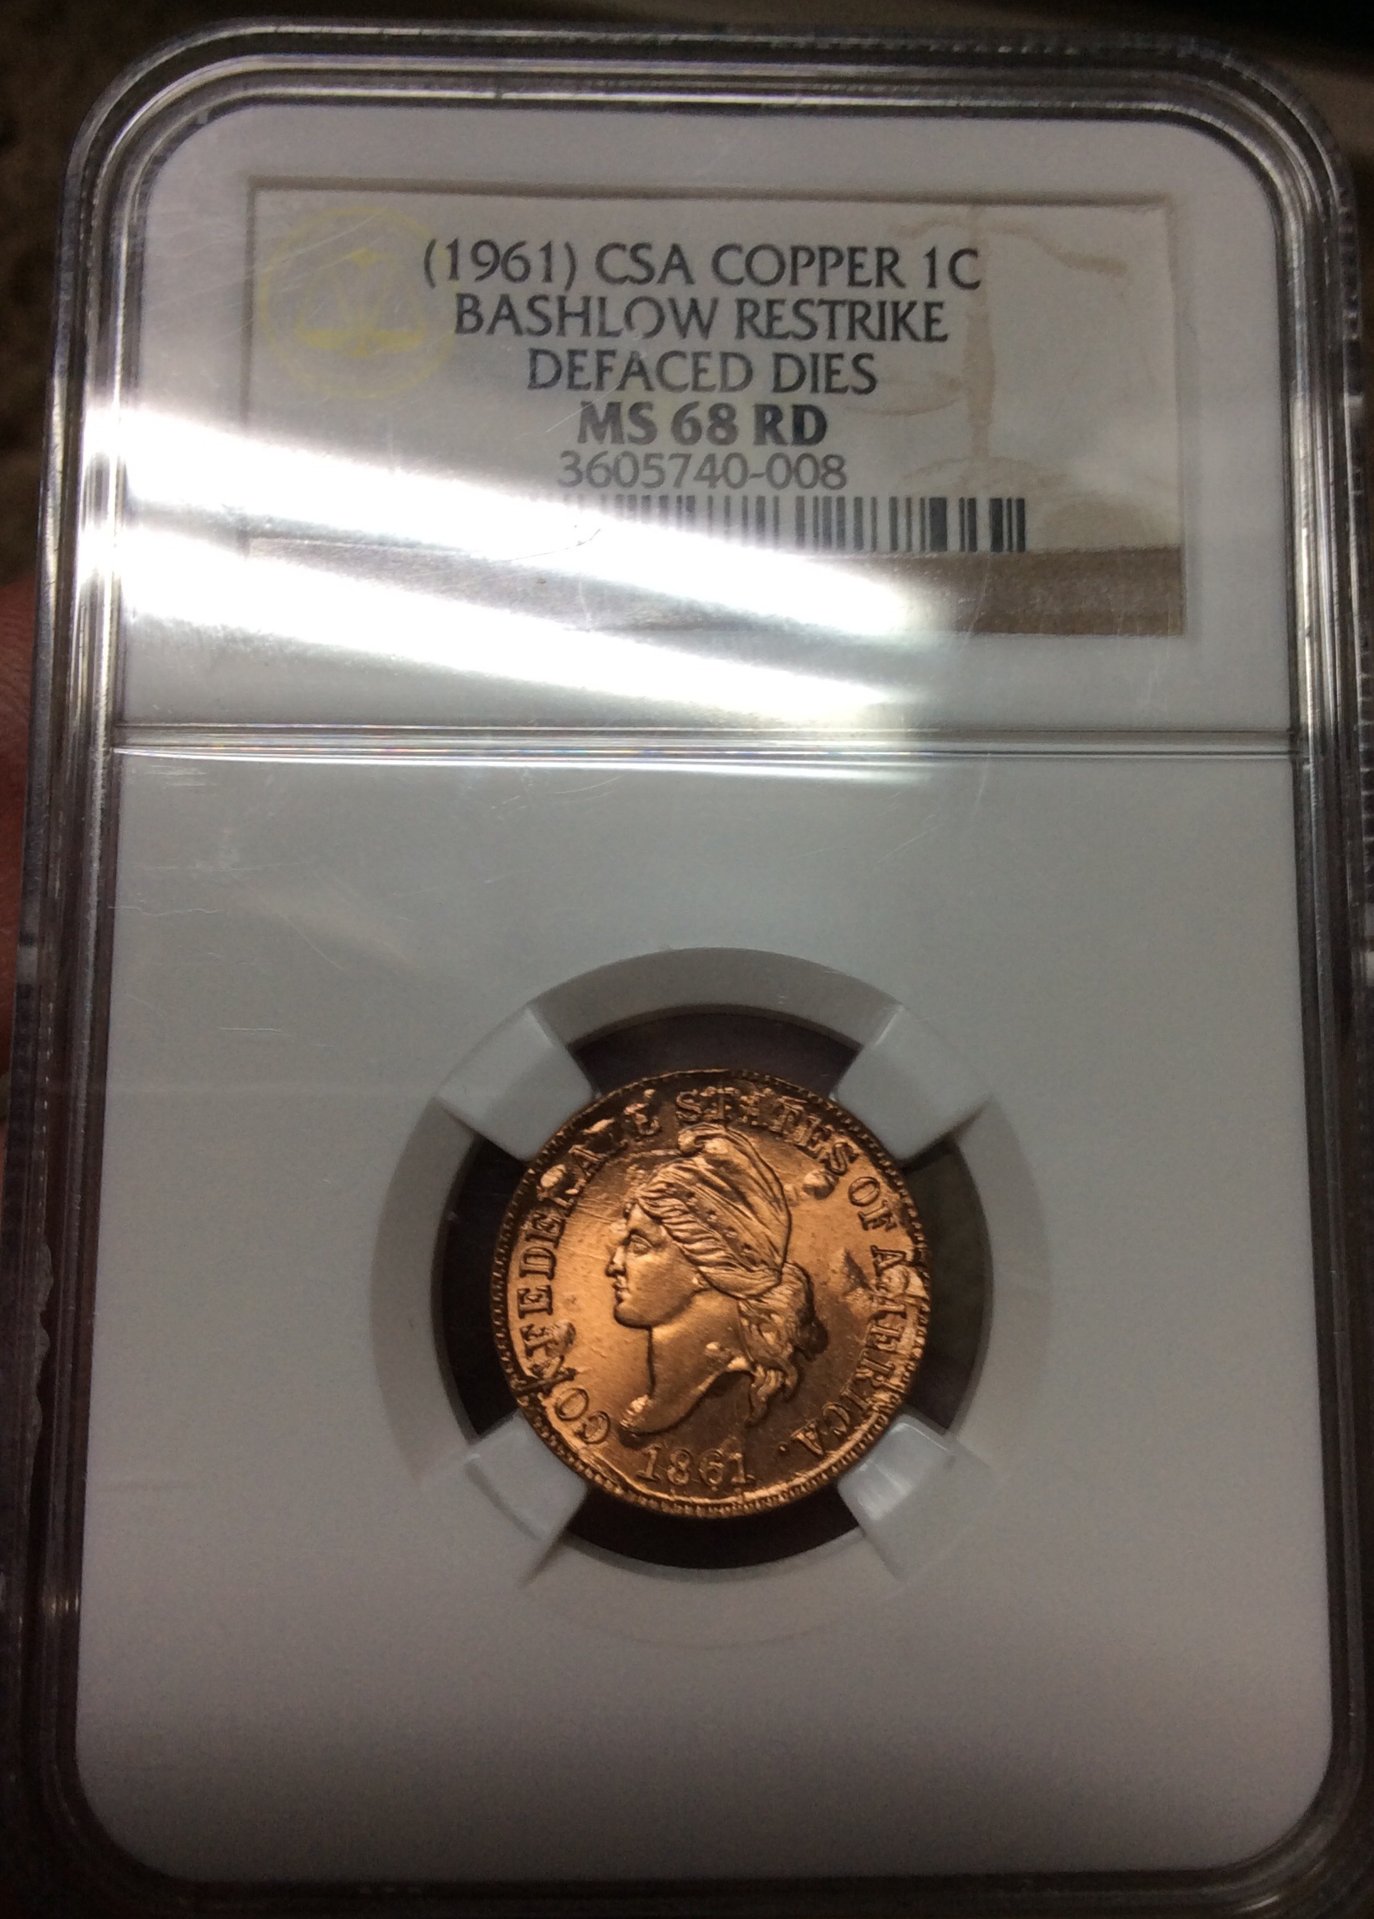 (1961) CSA COPPER 1C
BASHLOW RESTRIKE
DEFACED DIES
MS 68 RD
3605740-008
CONFEDERATE STATES OF AMERICA.
1861